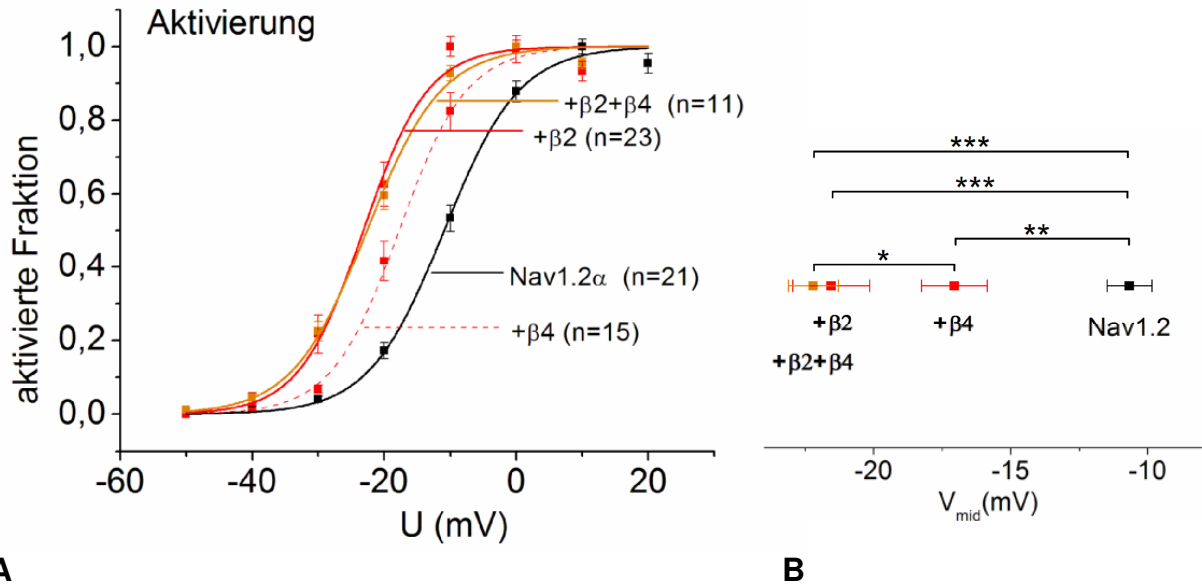 Aktivierung
1,0
0,8
0,6
0,4
0,2
0,0
aktivierte Fraktion
+β2+β4 (n=11)
+β2 (n=23)
Nav1.2α (n=21)
+β4 (n=15)
-60 -40 -20 0 20
U (mV)
A
***
***
**
*
+β2 +β4 Nav1.2
+β2+β4
-20 -15 -10
Vmid(mV)
B